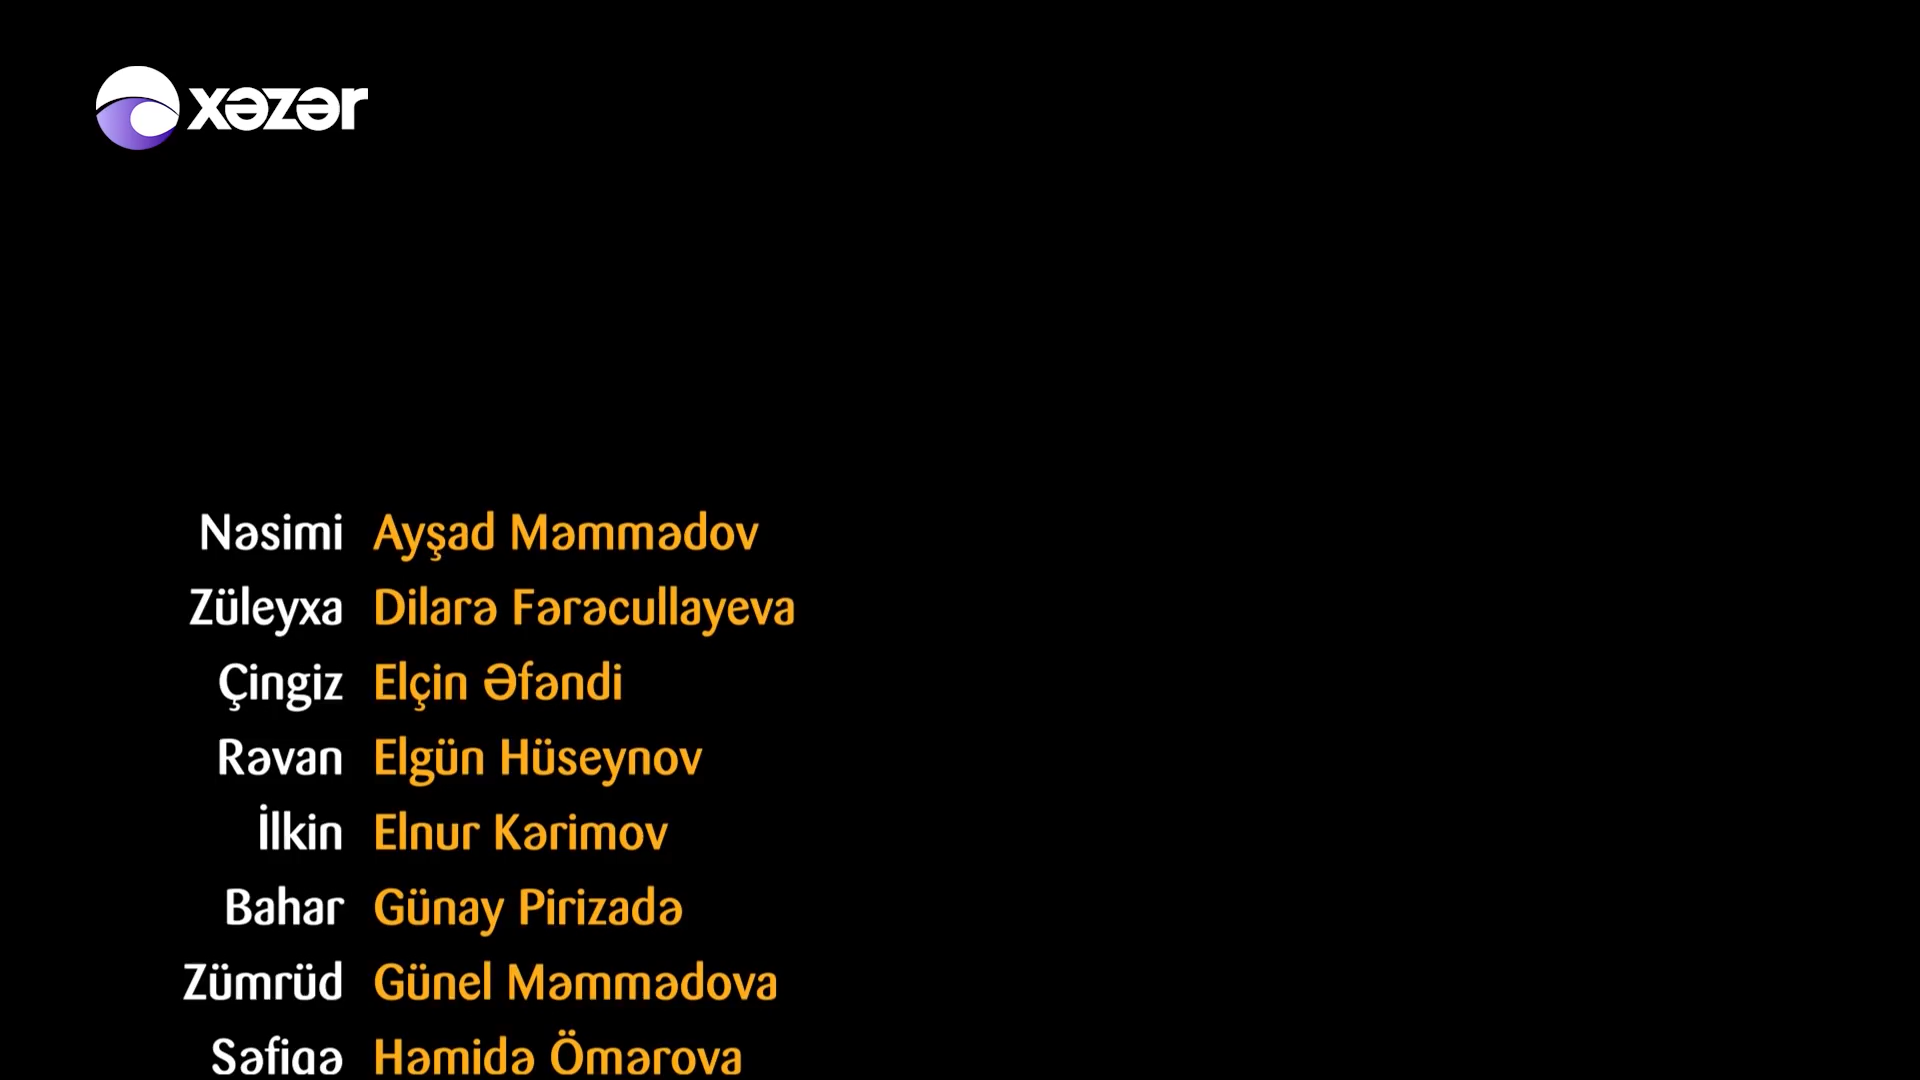 xəzər
Nəsimi Ayşad Məmmədov
Züleyxa Dilarə Fərəcullayeva
Çingiz Elçin Əfəndi
Rəvan Elgün Hüseynov
İlkin Elnur Kərimov
Bahar Günay Pirizadə
Zümrüd Günel Məmmədova
Səfiqə Həmidə Ömərova